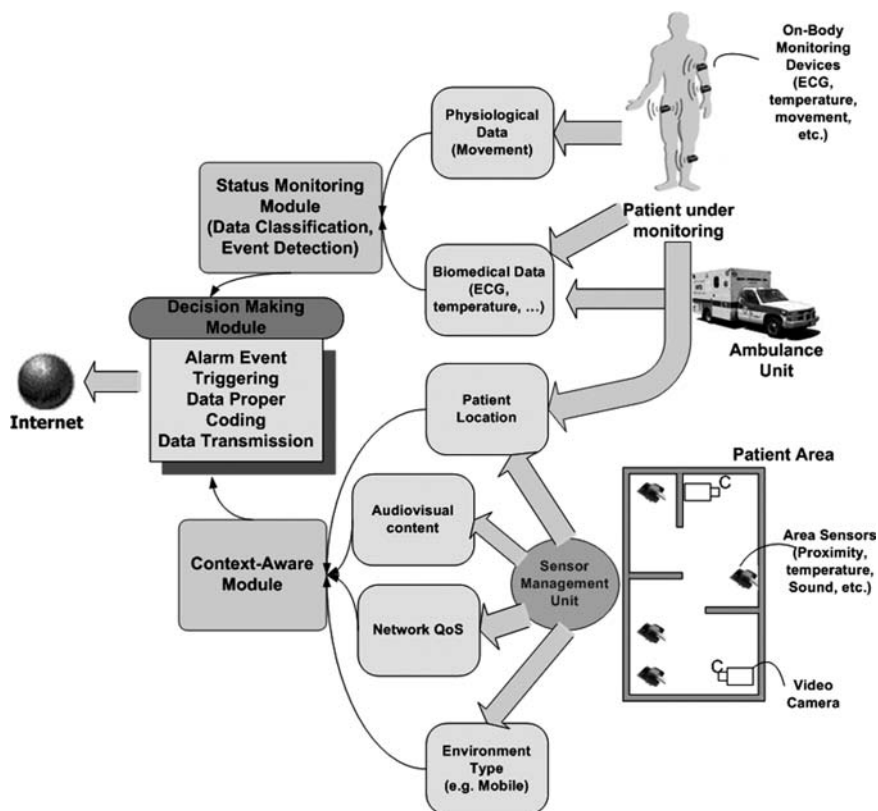 On-Body
Monitoring
Devices
(ECG,
temperature,
movement,
etc.)
Physiological
Data
(Movement)
Status Monitoring
Module
(Data Classification,
Event Detection)
Patient under
monitoring
Biomedical Data
(ECG,
temperature, ...)
Decision Making
Module
Alarm Event
Triggering
Data Proper
Coding
Data Transmission
Internet
Ambulance
Unit
Patient
Location
Patient Area
C
Audiovisual
content
Area Sensors
(Proximity,
temperature,
Sound, etc.)
Context-Aware
Module
Sensor
Management
Unit
Network QoS
C
Video
Camera
Environment
Type
(e.g. Mobile)